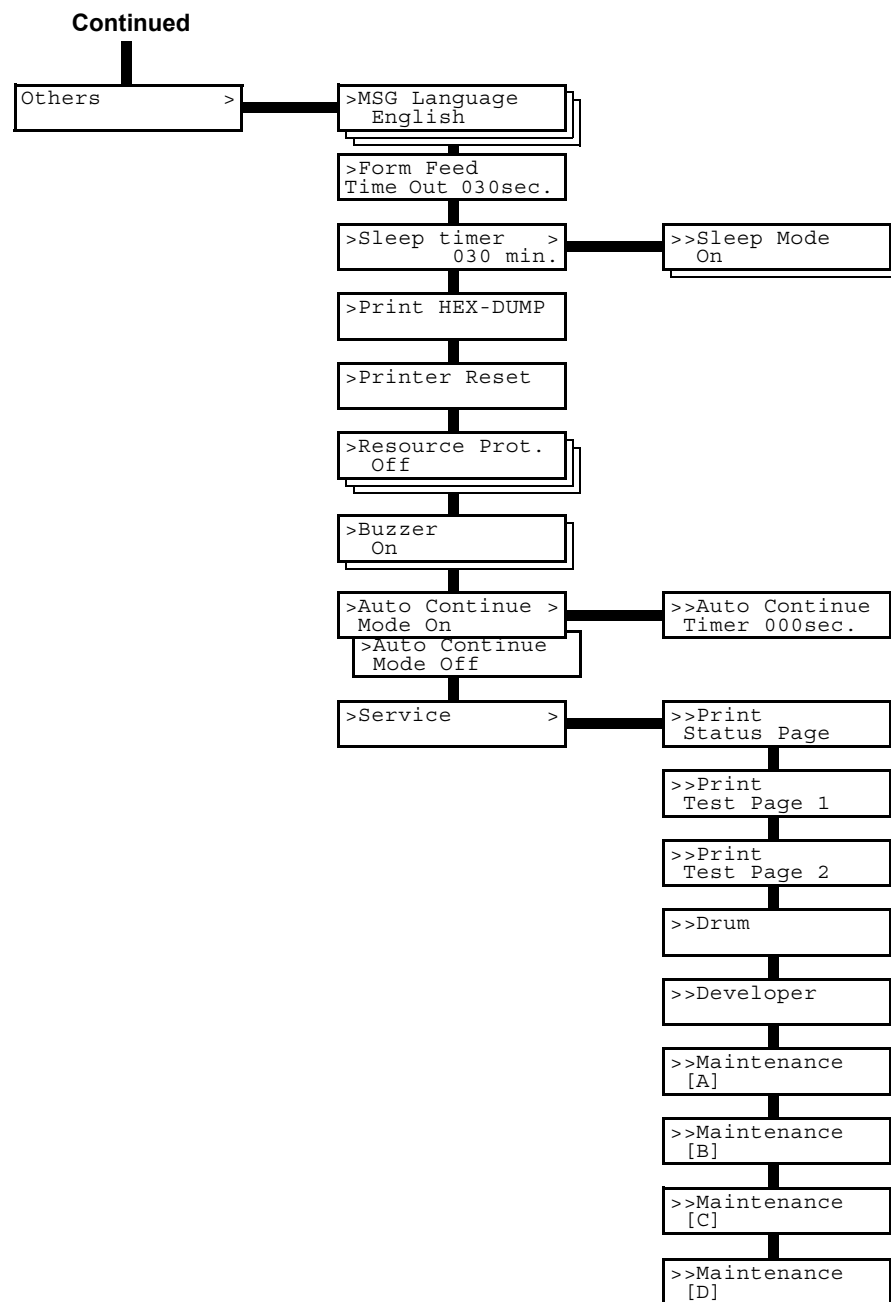 Continued
Others >
>MSG Language
English
>Form Feed
Time Out 030sec.
>Sleep timer >
030 min.
>>Sleep Mode
On
>Print HEX-DUMP
>Printer Reset
>Resource Prot.
Off
>Buzzer
On
>Auto Continue >
Mode On
>>Auto Continue
Timer 000sec.
>Auto Continue
Mode Off
>Service >
>>Print
Status Page
>>Print
Test Page 1
>>Print
Test Page 2
>>Drum
>>Developer
>>Maintenance
[A]
>>Maintenance
[B]
>>Maintenance
[C]
>>Maintenance
[D]